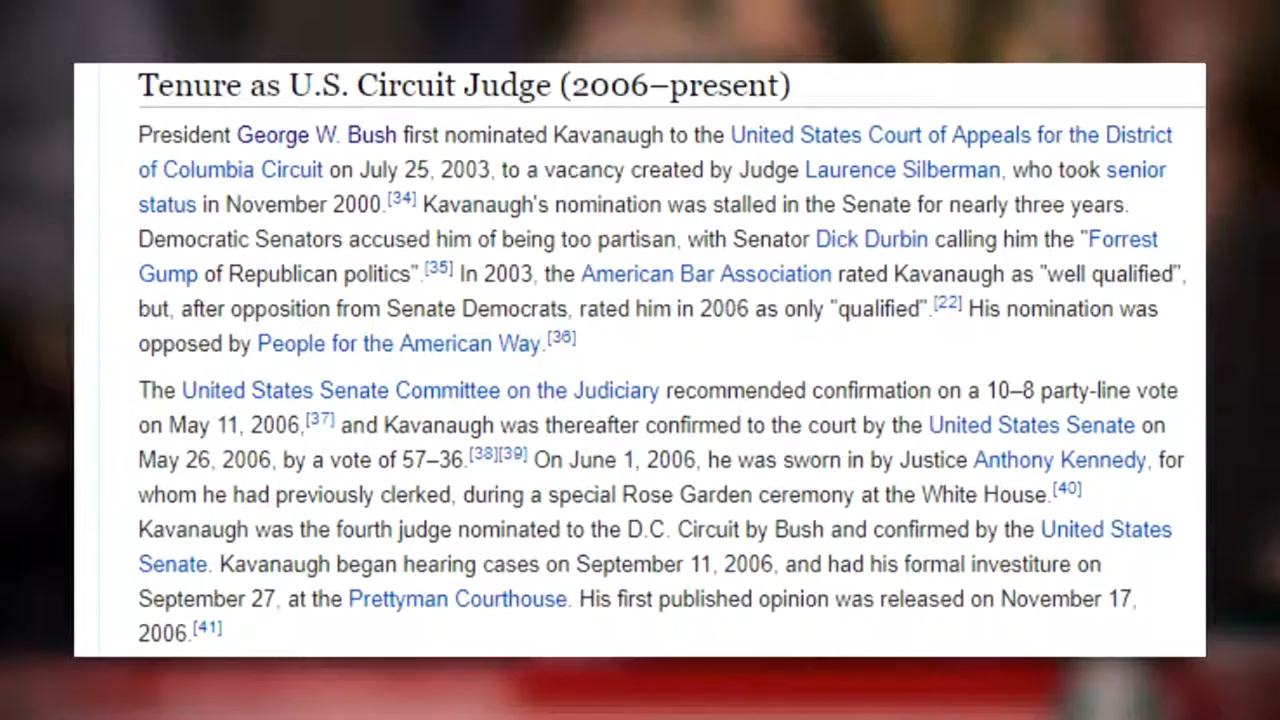 Tenure as U.S. Circuit Judge (2006–present)
President George W. Bush first nominated Kavanaugh to the United States Court of Appeals for the District
of Columbia Circuit on July 25, 2003, to a vacancy created by Judge Laurence Silberman, who took senior
status in November 2000.[34] Kavanaugh's nomination was stalled in the Senate for nearly three years.
Democratic Senators accused him of being too partisan, with Senator Dick Durbin calling him the "Forrest
Gump of Republican politics".[35] In 2003, the American Bar Association rated Kavanaugh as "well qualified",
but, after opposition from Senate Democrats, rated him in 2006 as only "qualified".[22] His nomination was
opposed by People for the American Way.[36]
The United States Senate Committee on the Judiciary recommended confirmation on a 10–8 party-line vote
on May 11, 2006,[37] and Kavanaugh was thereafter confirmed to the court by the United States Senate on
May 26, 2006, by a vote of 57–36.[38][39] On June 1, 2006, he was sworn in by Justice Anthony Kennedy, for
whom he had previously clerked, during a special Rose Garden ceremony at the White House.[40]
Kavanaugh was the fourth judge nominated to the D.C. Circuit by Bush and confirmed by the United States
Senate. Kavanaugh began hearing cases on September 11, 2006, and had his formal investiture on
September 27, at the Prettyman Courthouse. His first published opinion was released on November 17,
2006.[41]